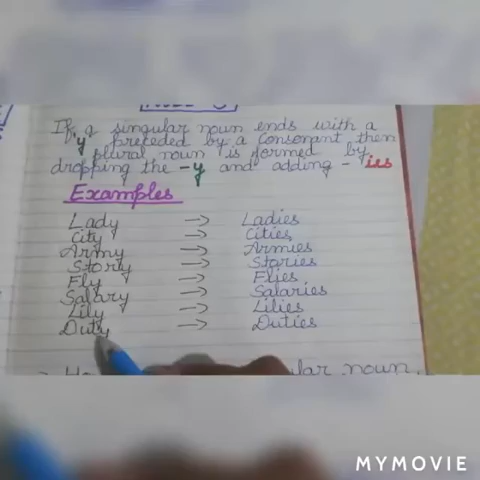 If a singular noun ends with a
y preceded by a consonant then
plural noun is formed by
dropping the -y and adding - ies
Examples
Lady → Ladies
City → Cities
Army → Armies
Story → Stories
Fly → Flies
Salary → Salaries
Lily → Lilies
Duty → Duties
noun
MYMOVIE